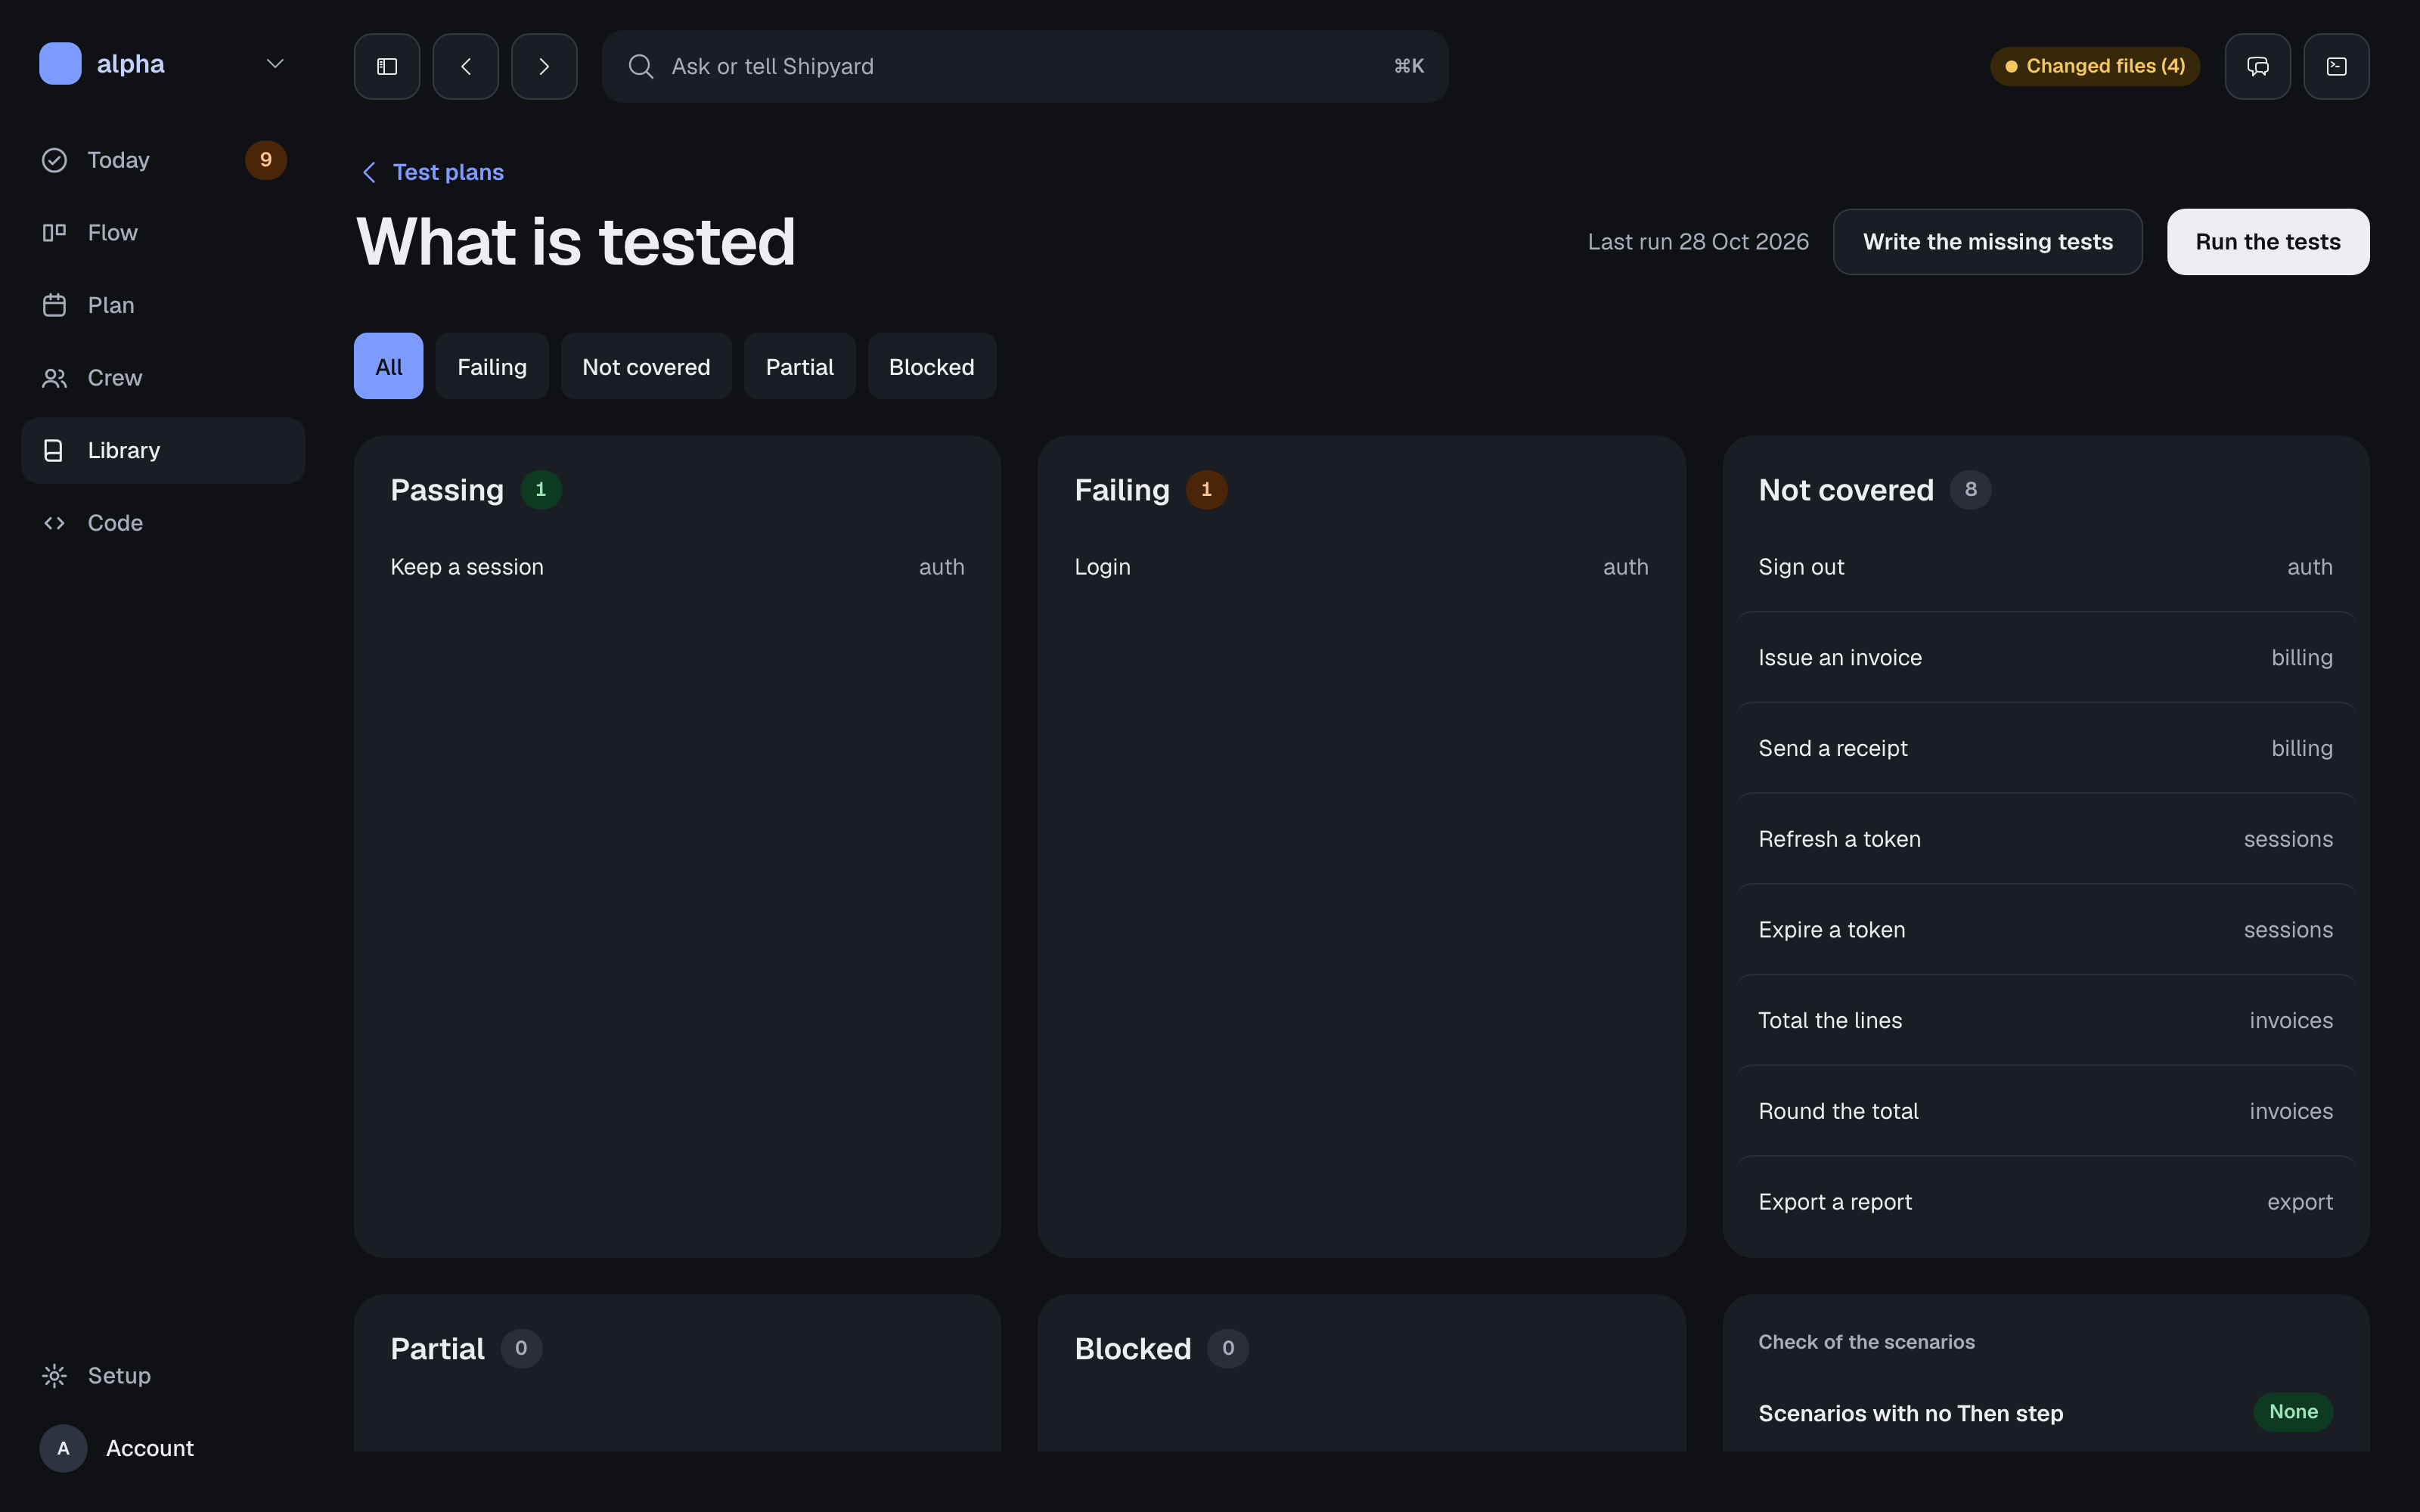 alpha
Today 9
Flow
Plan
Crew
Library
Code
Setup
A Account
Ask or tell Shipyard ⌘K
Changed files (4)
Test plans
What is tested
Last run 28 Oct 2026
Write the missing tests
Run the tests
All
Failing
Not covered
Partial
Blocked
Passing 1
Keep a session auth
Failing 1
Login auth
Not covered 8
Sign out auth
Issue an invoice billing
Send a receipt billing
Refresh a token sessions
Expire a token sessions
Total the lines invoices
Round the total invoices
Export a report export
Partial 0
Blocked 0
Check of the scenarios
Scenarios with no Then step None